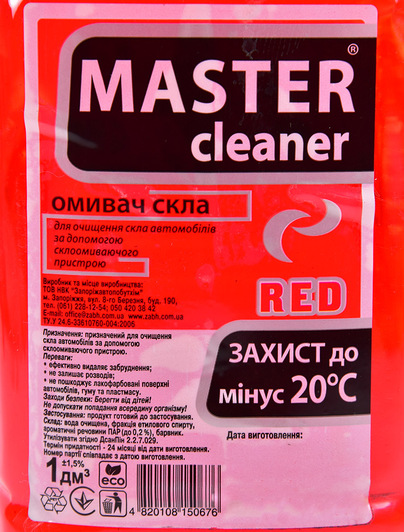 MASTER®
cleaner
ОМИВАЧ СКЛА
для очищення скла автомобілів
за допомогою
склоомиваючого
пристрою
RED
Виробник та місце виробництва:
ТОВ НВК "Запоріжавтопобутхім"
м. Запоріжжя, вул. 8-го Березня, буд. 190,
тел. (061) 228-12-54; 050 420 38 42
E-mail: office@zabh.com.ua www.zabh.com.ua
ТУ У 24.6-33610760-004:2005
Призначення: призначений для очищення
скла автомобілів за допомогою
склоомиваючого пристрою.
Переваги:
• ефективно видаляє забруднення;
• не залишає розводів;
• не пошкоджує лакофарбовані поверхні
автомобілів, гуму та пластмасу.
Заходи безпеки: Берегти від дітей!
Не допускати попадання всередину організму!
Застосування: продукт готовий до застосування.
Склад: вода очищена, фракція етилового спирту,
ароматичні речовини ПАР (до 0,2 %), барвник.
Утилізувати згідно ДсанПін 2.2.7.029.
Термін придатності - 24 місяці від дати виготовлення.
Номер партії співпадає з датою виготовлення.
ЗАХИСТ до
мінус 20°C
Дата виготовлення:
1 ±1,5%
дм³
eco
4 820108 150676